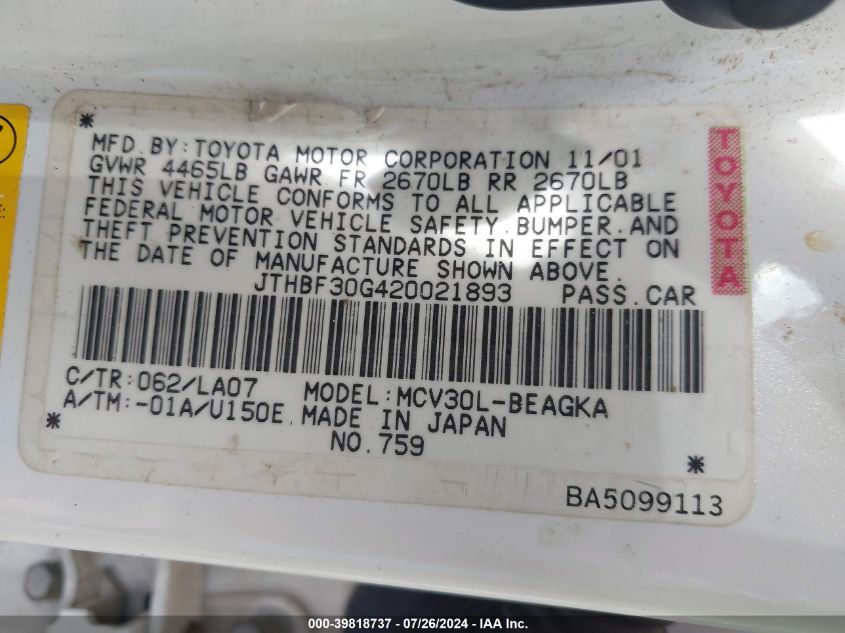 *
MFD.BY:TOYOTA MOTOR CORPORATION 11/01
GVWR 4465LB GAWR FR 2670LB RR 2670LB
THIS VEHICLE CONFORMS TO ALL APPLICABLE
FEDERAL MOTOR VEHICLE SAFETY.BUMPER.AND
THEFT PREVENTION STANDARDS IN EFFECT ON
THE DATE OF MANUFACTURE SHOWN ABOVE.
JTHBF30G420021893 PASS.CAR
TOYOTA
C/TR:062/LA07 MODEL:MCV30L-BEAGKA
A/TM:-01A/U150E.MADE IN JAPAN
* NO.759 *
BA5099113
000-39818737 - 07/26/2024 - IAA Inc.